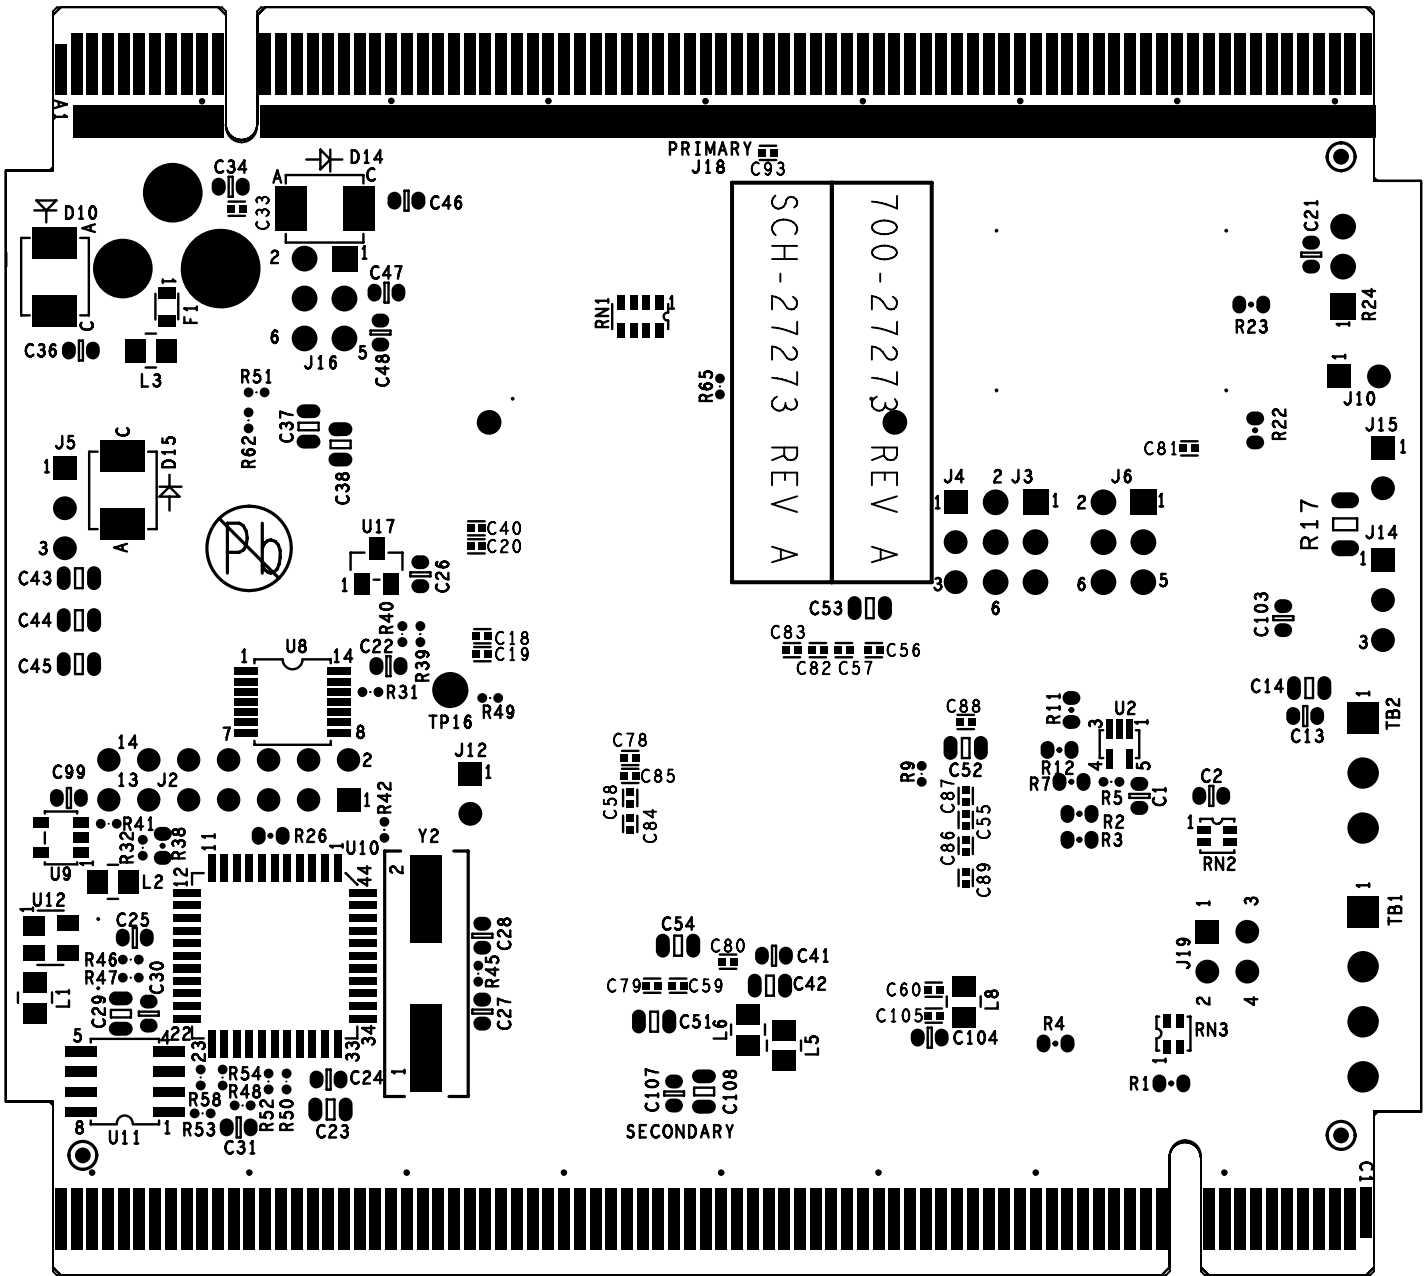 A1
PRIMARY
J18
C93
D14
A
C
C34
C33
C46
D10
A
C
2
1
C47
6
5
J16
C48
1
F1
C36
L3
RN1
1
SCH-27273 REV A
700-27273 REV A
C21
R24
1
R23
R51
R62
C37
C38
R65
1
J10
R22
J15
1
C81
J5
1
3
C
D15
A
Pb
C40
C20
U17
1
C26
J4
1
3
2
J3
1
6
J6
2
1
6
5
R17
J14
1
3
C43
C44
C45
R40
R39
C22
R31
C18
C19
C53
C83
C82
C57
C56
C103
U8
1
14
7
8
TP16
R49
C14
C13
1
TB2
14
13
J2
2
1
J12
1
C78
C85
C58
C84
C88
C52
R9
C87
C55
C86
C89
R11
R12
R7
3
U2
1
4
5
R5
C1
R2
R3
C2
1
RN2
C99
R41
R32
R38
R26
R42
U9
1
L2
11
1
U10
12
44
22
23
33
34
Y2
2
1
U12
C25
R46
R47
C30
L1
C29
C28
R45
C27
C54
C80
C41
C42
C79
C59
C51
L6
L5
C60
C105
C104
L8
R4
1
3
J19
2
4
1
TB1
RN3
1
R1
5
4
8
1
U11
R54
R58
R48
R53
R52
R50
C24
C23
C31
C107
C108
SECONDARY
C1